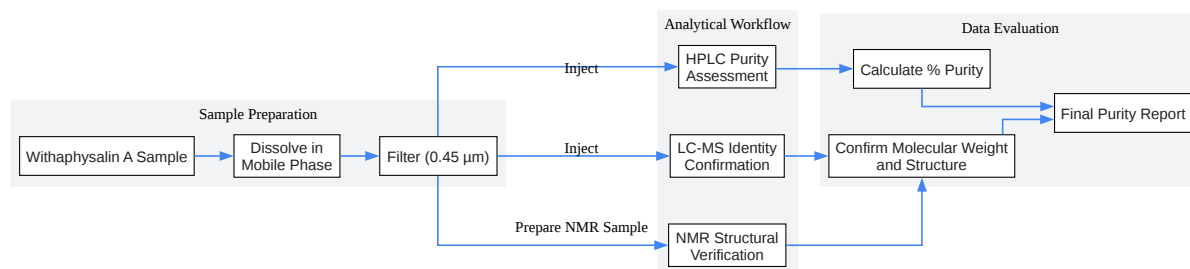 Analytical Workflow
Data Evaluation
Inject
HPLC Purity
Assessment
Calculate % Purity
Final Purity Report
Sample Preparation
Withaphysalin A Sample
Dissolve in
Mobile Phase
Filter (0.45 µm)
Inject
LC-MS Identity
Confirmation
Confirm Molecular Weight
and Structure
Prepare NMR Sample
NMR Structural
Verification